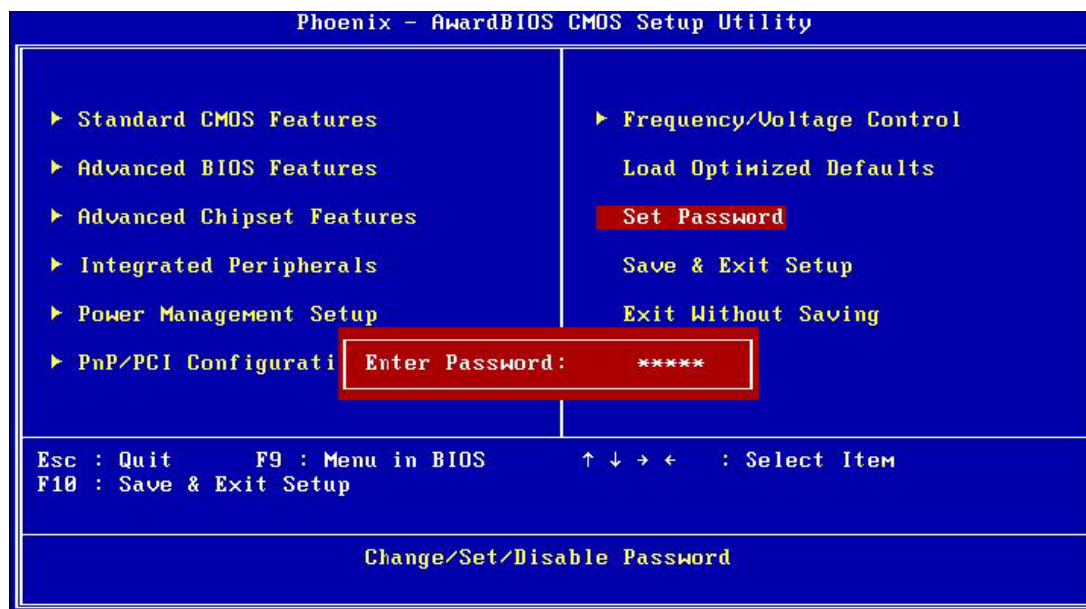 Phoenix - AwardBIOS CMOS Setup Utility
▶ Standard CMOS Features
▶ Advanced BIOS Features
▶ Advanced Chipset Features
▶ Integrated Peripherals
▶ Power Management Setup
▶ PnP/PCI Configurati
▶ Frequency/Voltage Control
Load Optimized Defaults
Set Password
Save & Exit Setup
Exit Without Saving
Enter Password: *****
Esc : Quit F9 : Menu in BIOS ↑ ↓ → ← : Select Item
F10 : Save & Exit Setup
Change/Set/Disable Password